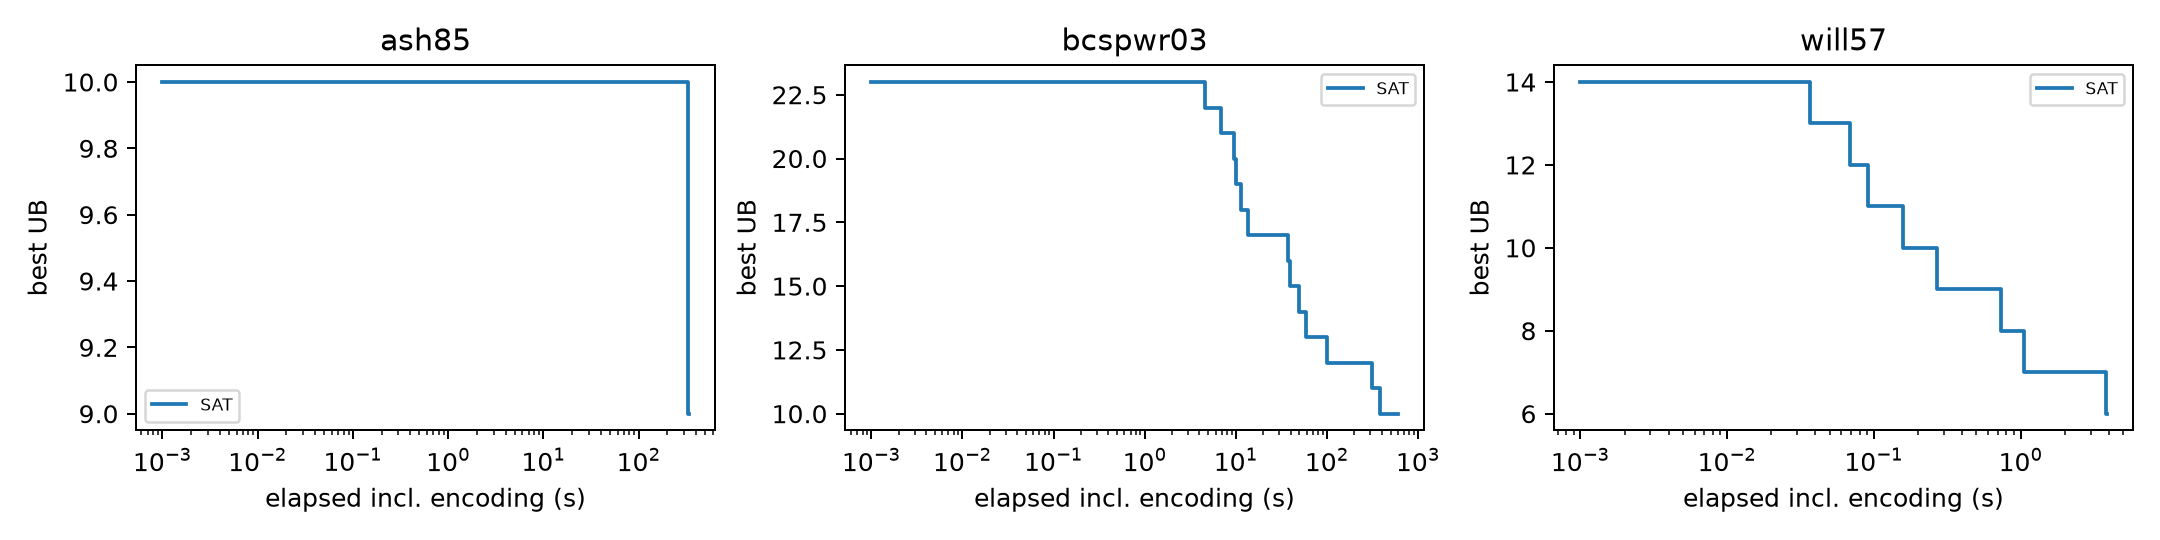 ash85
10.0
9.8
9.6
9.4
9.2
9.0
best UB
SAT
10⁻³ 10⁻² 10⁻¹ 10⁰ 10¹ 10²
elapsed incl. encoding (s)
bcspwr03
22.5
20.0
17.5
15.0
12.5
10.0
best UB
SAT
10⁻³ 10⁻² 10⁻¹ 10⁰ 10¹ 10² 10³
elapsed incl. encoding (s)
will57
14
12
10
8
6
best UB
SAT
10⁻³ 10⁻² 10⁻¹ 10⁰
elapsed incl. encoding (s)